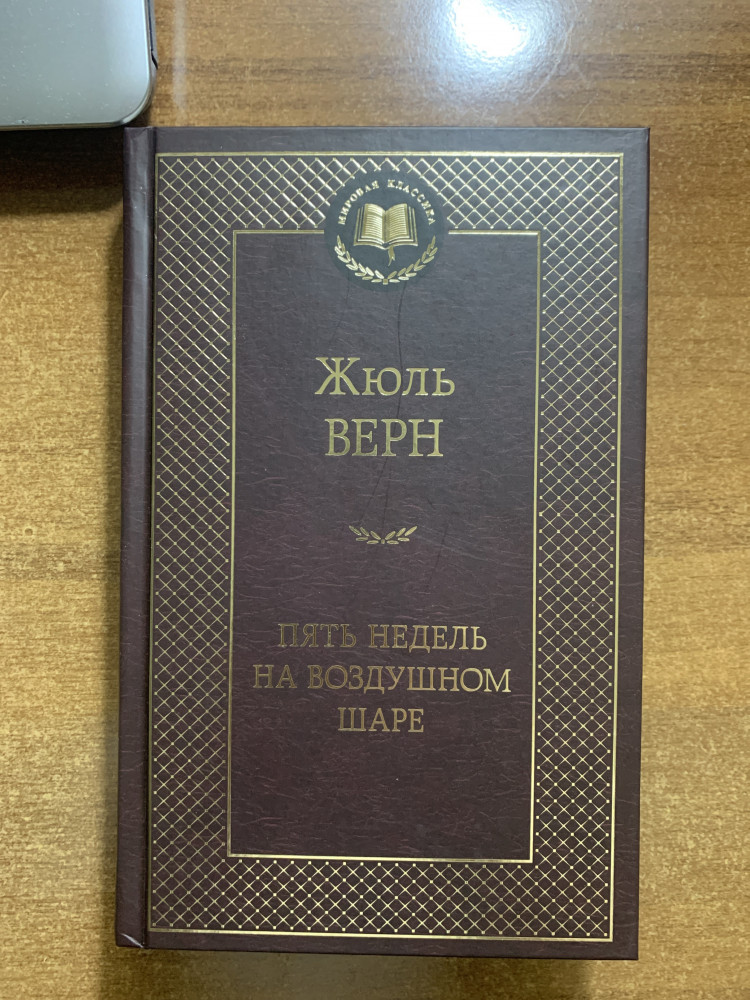 МИРОВАЯ КЛАССИКА
Жюль
ВЕРН
ПЯТЬ НЕДЕЛЬ
НА ВОЗДУШНОМ
ШАРЕ